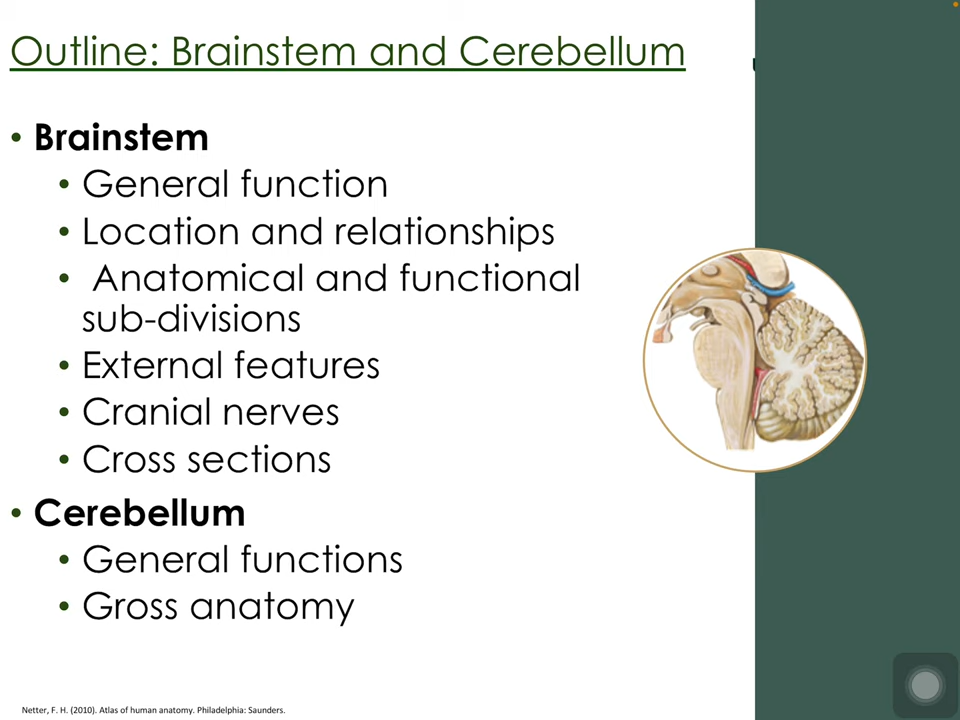 Outline: Brainstem and Cerebellum
• Brainstem
• General function
• Location and relationships
• Anatomical and functional
sub-divisions
• External features
• Cranial nerves
• Cross sections
• Cerebellum
• General functions
• Gross anatomy
Netter, F. H. (2010). Atlas of human anatomy. Philadelphia: Saunders.